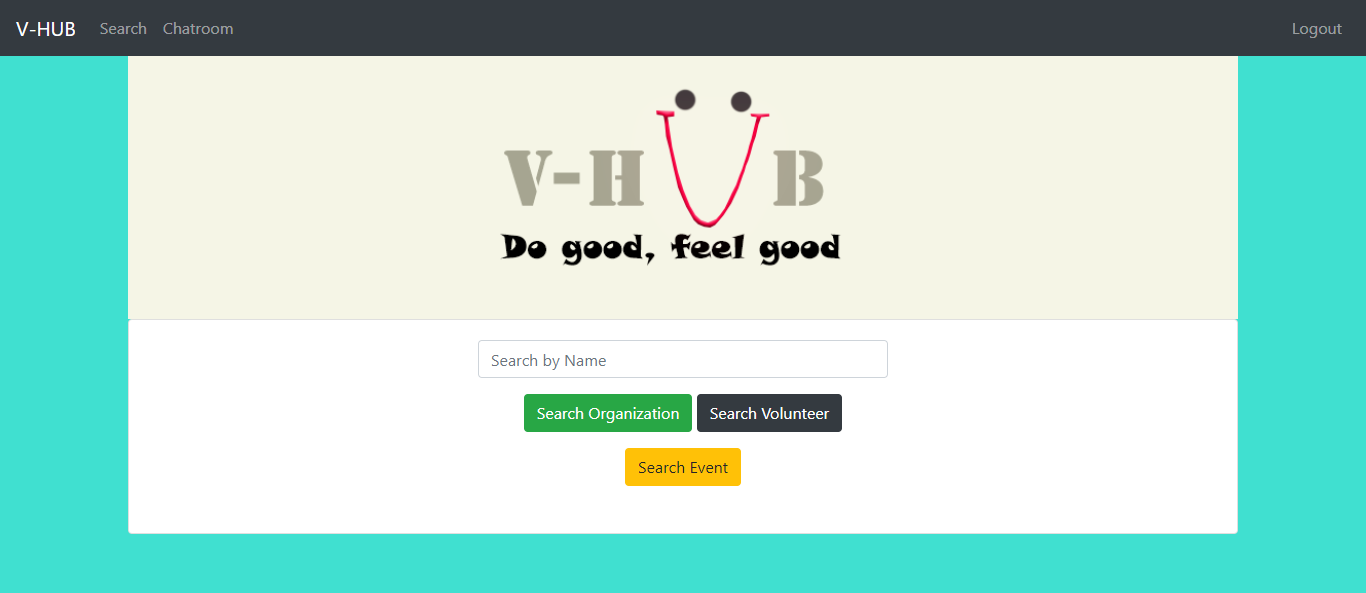 V-HUB Search Chatroom Logout
V-HUB
Do good, feel good
Search by Name
Search Organization Search Volunteer
Search Event